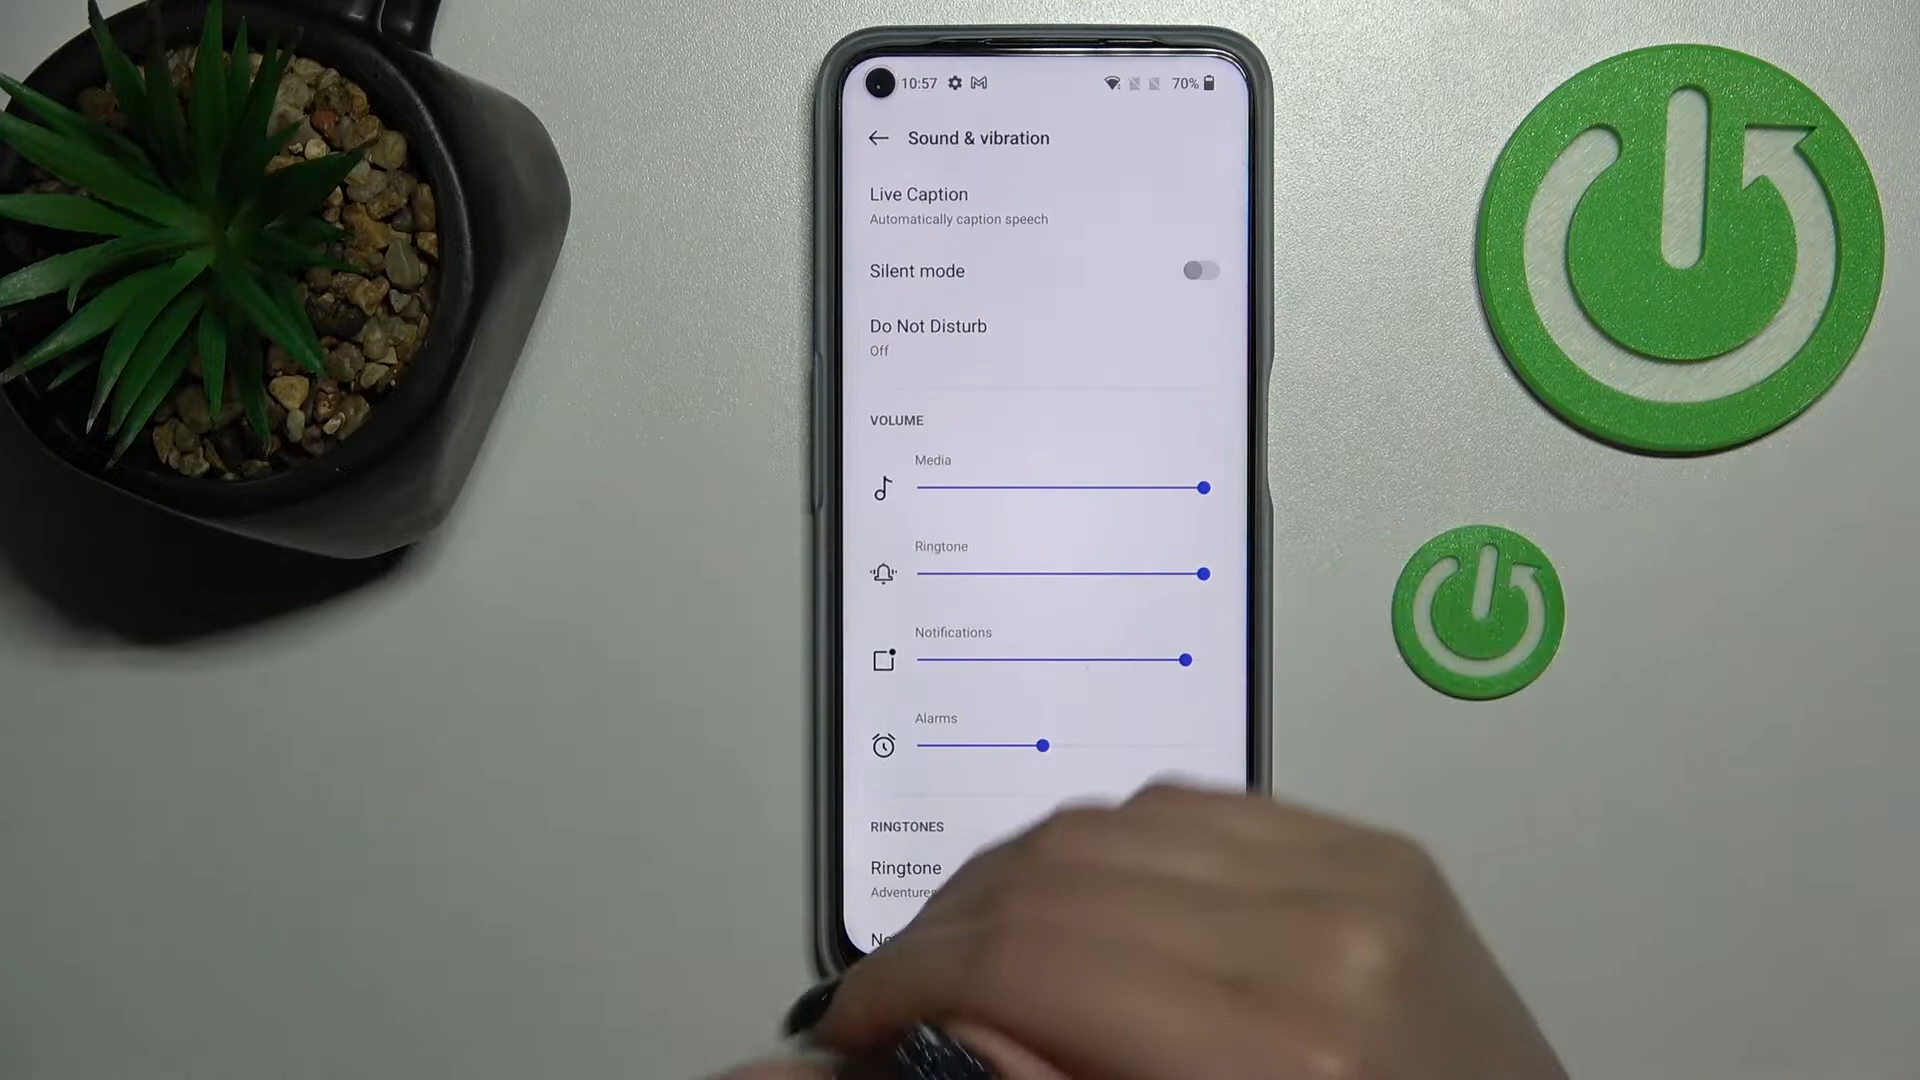 10:57 70%
Sound & vibration
Live Caption
Automatically caption speech
Silent mode
Do Not Disturb
Off
VOLUME
Media
Ringtone
Notifications
Alarms
RINGTONES
Ringtone